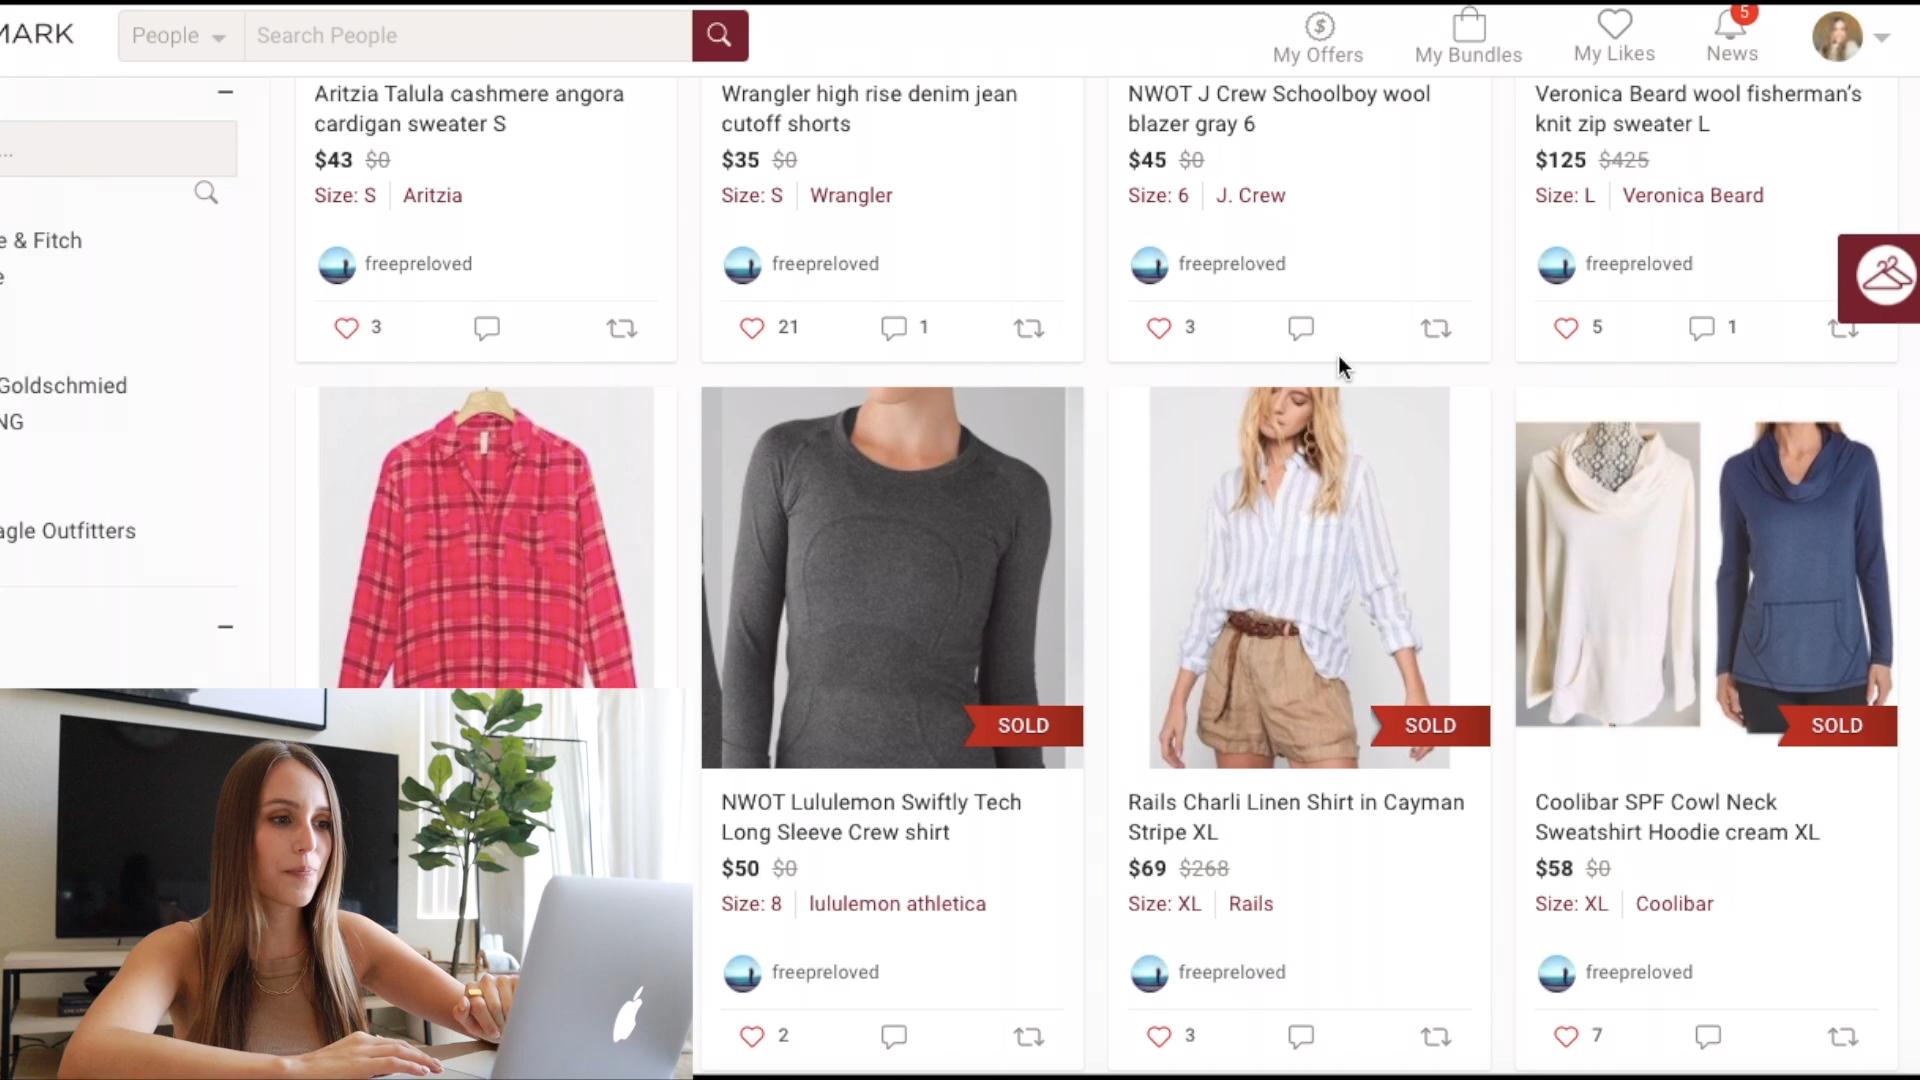 MARK
People
Search People
My Offers
My Bundles
My Likes
5
News
Aritzia Talula cashmere angora
cardigan sweater S
$43 $0
Size: S Aritzia
freepreloved
3
Wrangler high rise denim jean
cutoff shorts
$35 $0
Size: S Wrangler
freepreloved
21
1
NWOT J Crew Schoolboy wool
blazer gray 6
$45 $0
Size: 6 J. Crew
freepreloved
3
Veronica Beard wool fisherman's
knit zip sweater L
$125 $425
Size: L Veronica Beard
freepreloved
5
1
...
e & Fitch
e
Goldschmied
NG
agle Outfitters
SOLD
NWOT Lululemon Swiftly Tech
Long Sleeve Crew shirt
$50 $0
Size: 8 lululemon athletica
freepreloved
2
SOLD
Rails Charli Linen Shirt in Cayman
Stripe XL
$69 $268
Size: XL Rails
freepreloved
3
SOLD
Coolibar SPF Cowl Neck
Sweatshirt Hoodie cream XL
$58 $0
Size: XL Coolibar
freepreloved
7